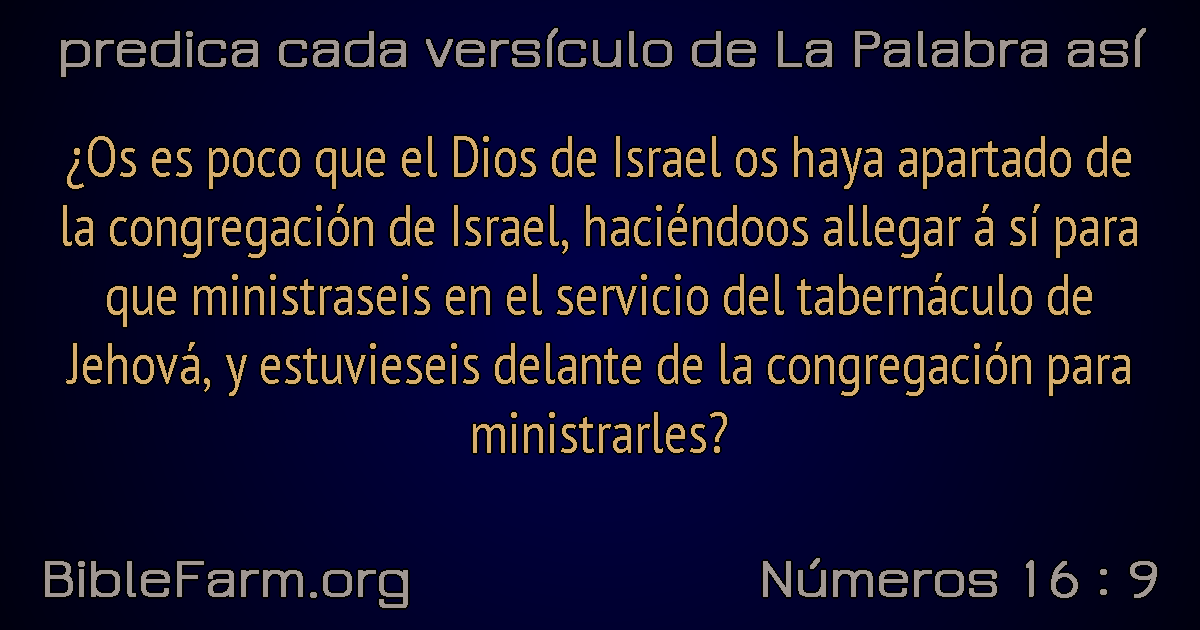 predica cada versículo de La Palabra así
¿Os es poco que el Dios de Israel os haya apartado de
la congregación de Israel, haciéndoos allegar á sí para
que ministraseis en el servicio del tabernáculo de
Jehová, y estuvieseis delante de la congregación para
ministrarles?
BibleFarm.org
Números 16 : 9